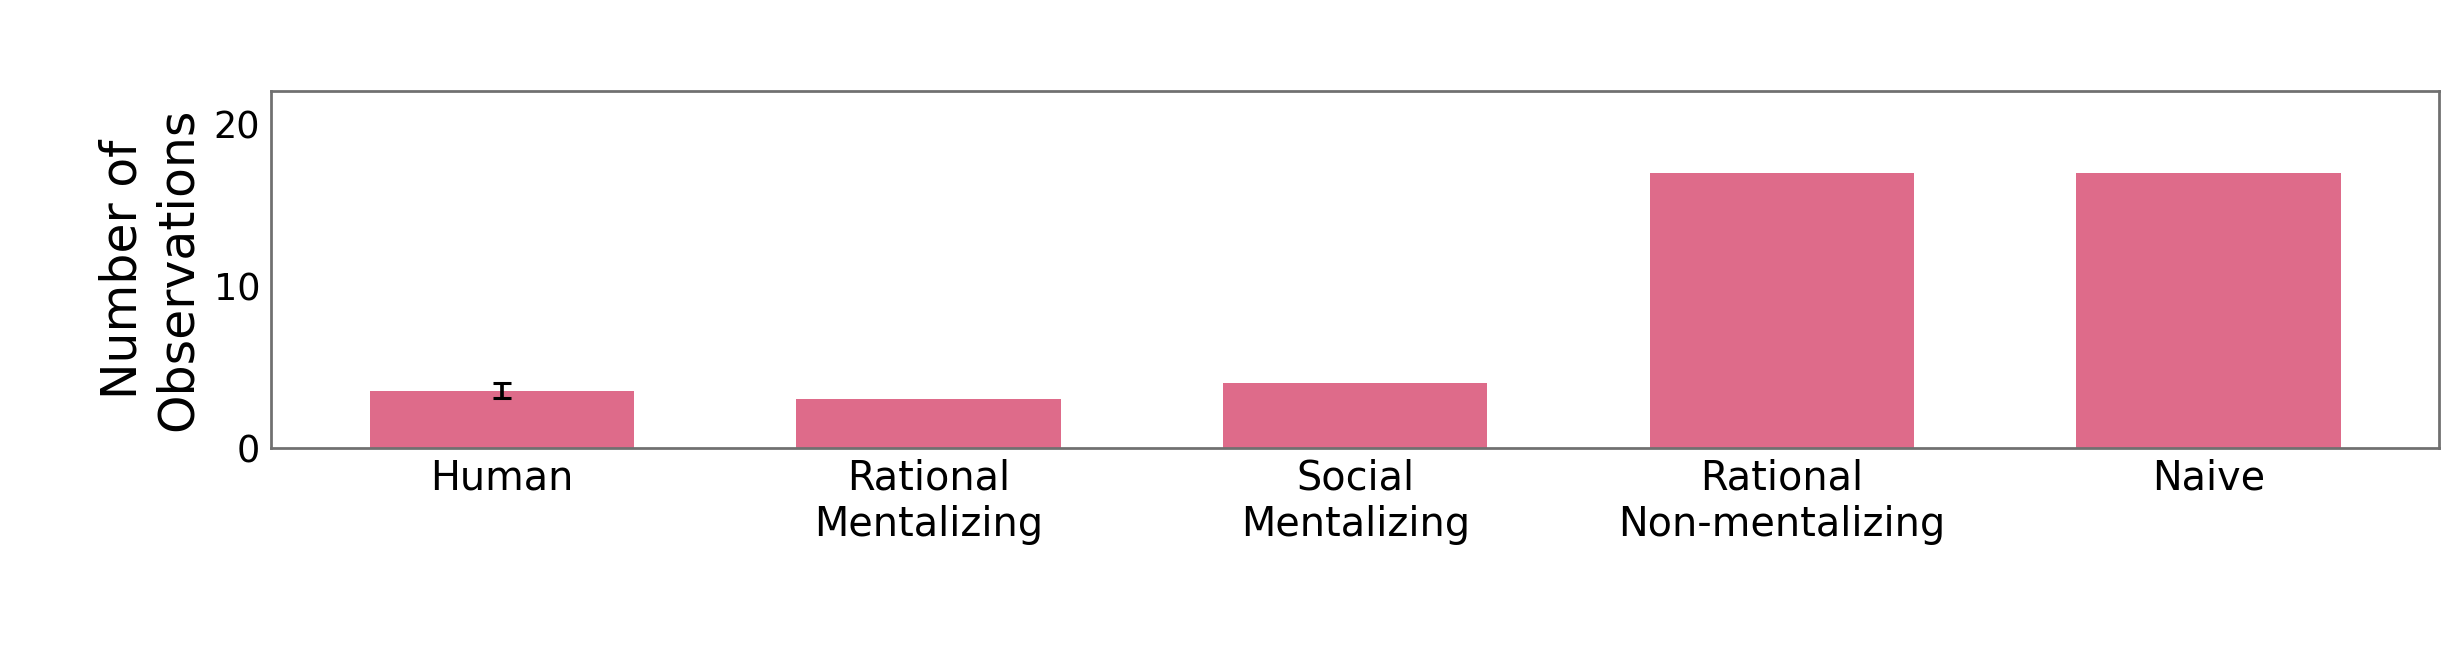 Number of
Observations
20
10
0
Human
Rational
Mentalizing
Social
Mentalizing
Rational
Non-mentalizing
Naive